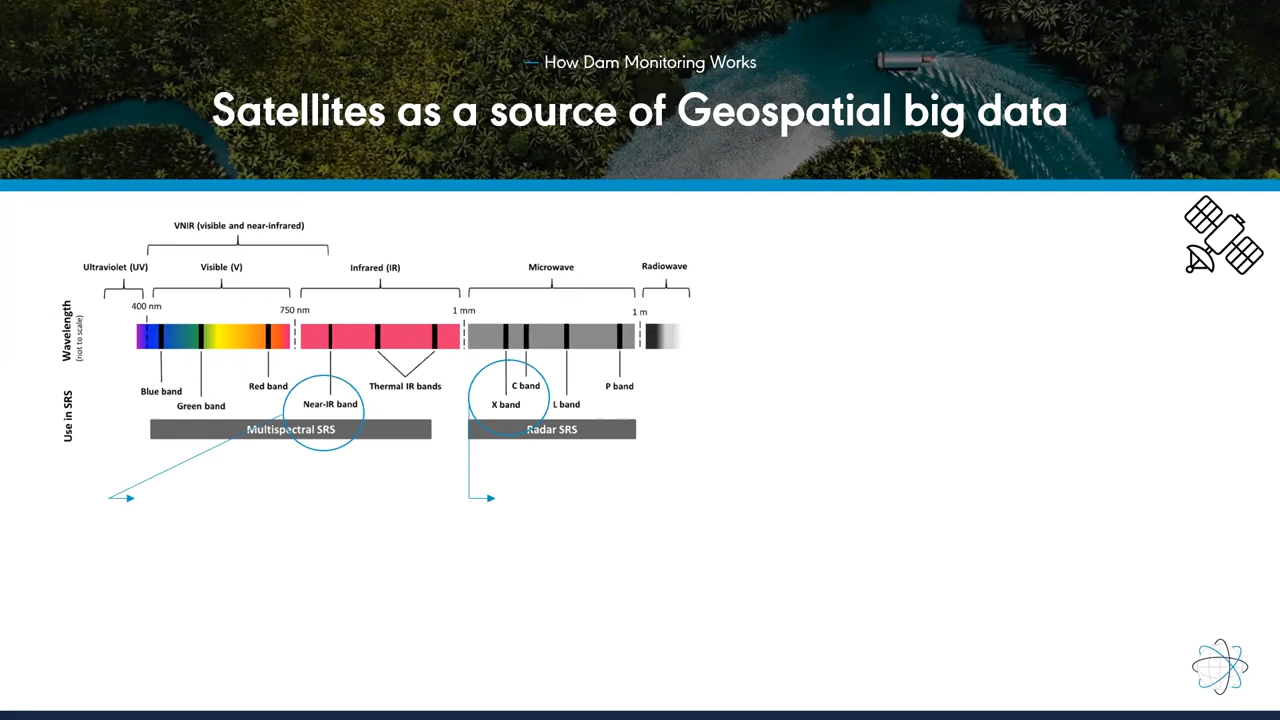 — How Dam Monitoring Works
Satellites as a source of Geospatial big data
VNIR (visible and near-infrared)
Ultraviolet (UV)
Visible (V)
Infrared (IR)
Microwave
Radiowave
Wavelength
(not to scale)
400 nm
750 nm
1 mm
1 m
Use in SRS
Blue band
Green band
Red band
Near-IR band
Thermal IR bands
X band
C band
L band
P band
Multispectral SRS
Radar SRS